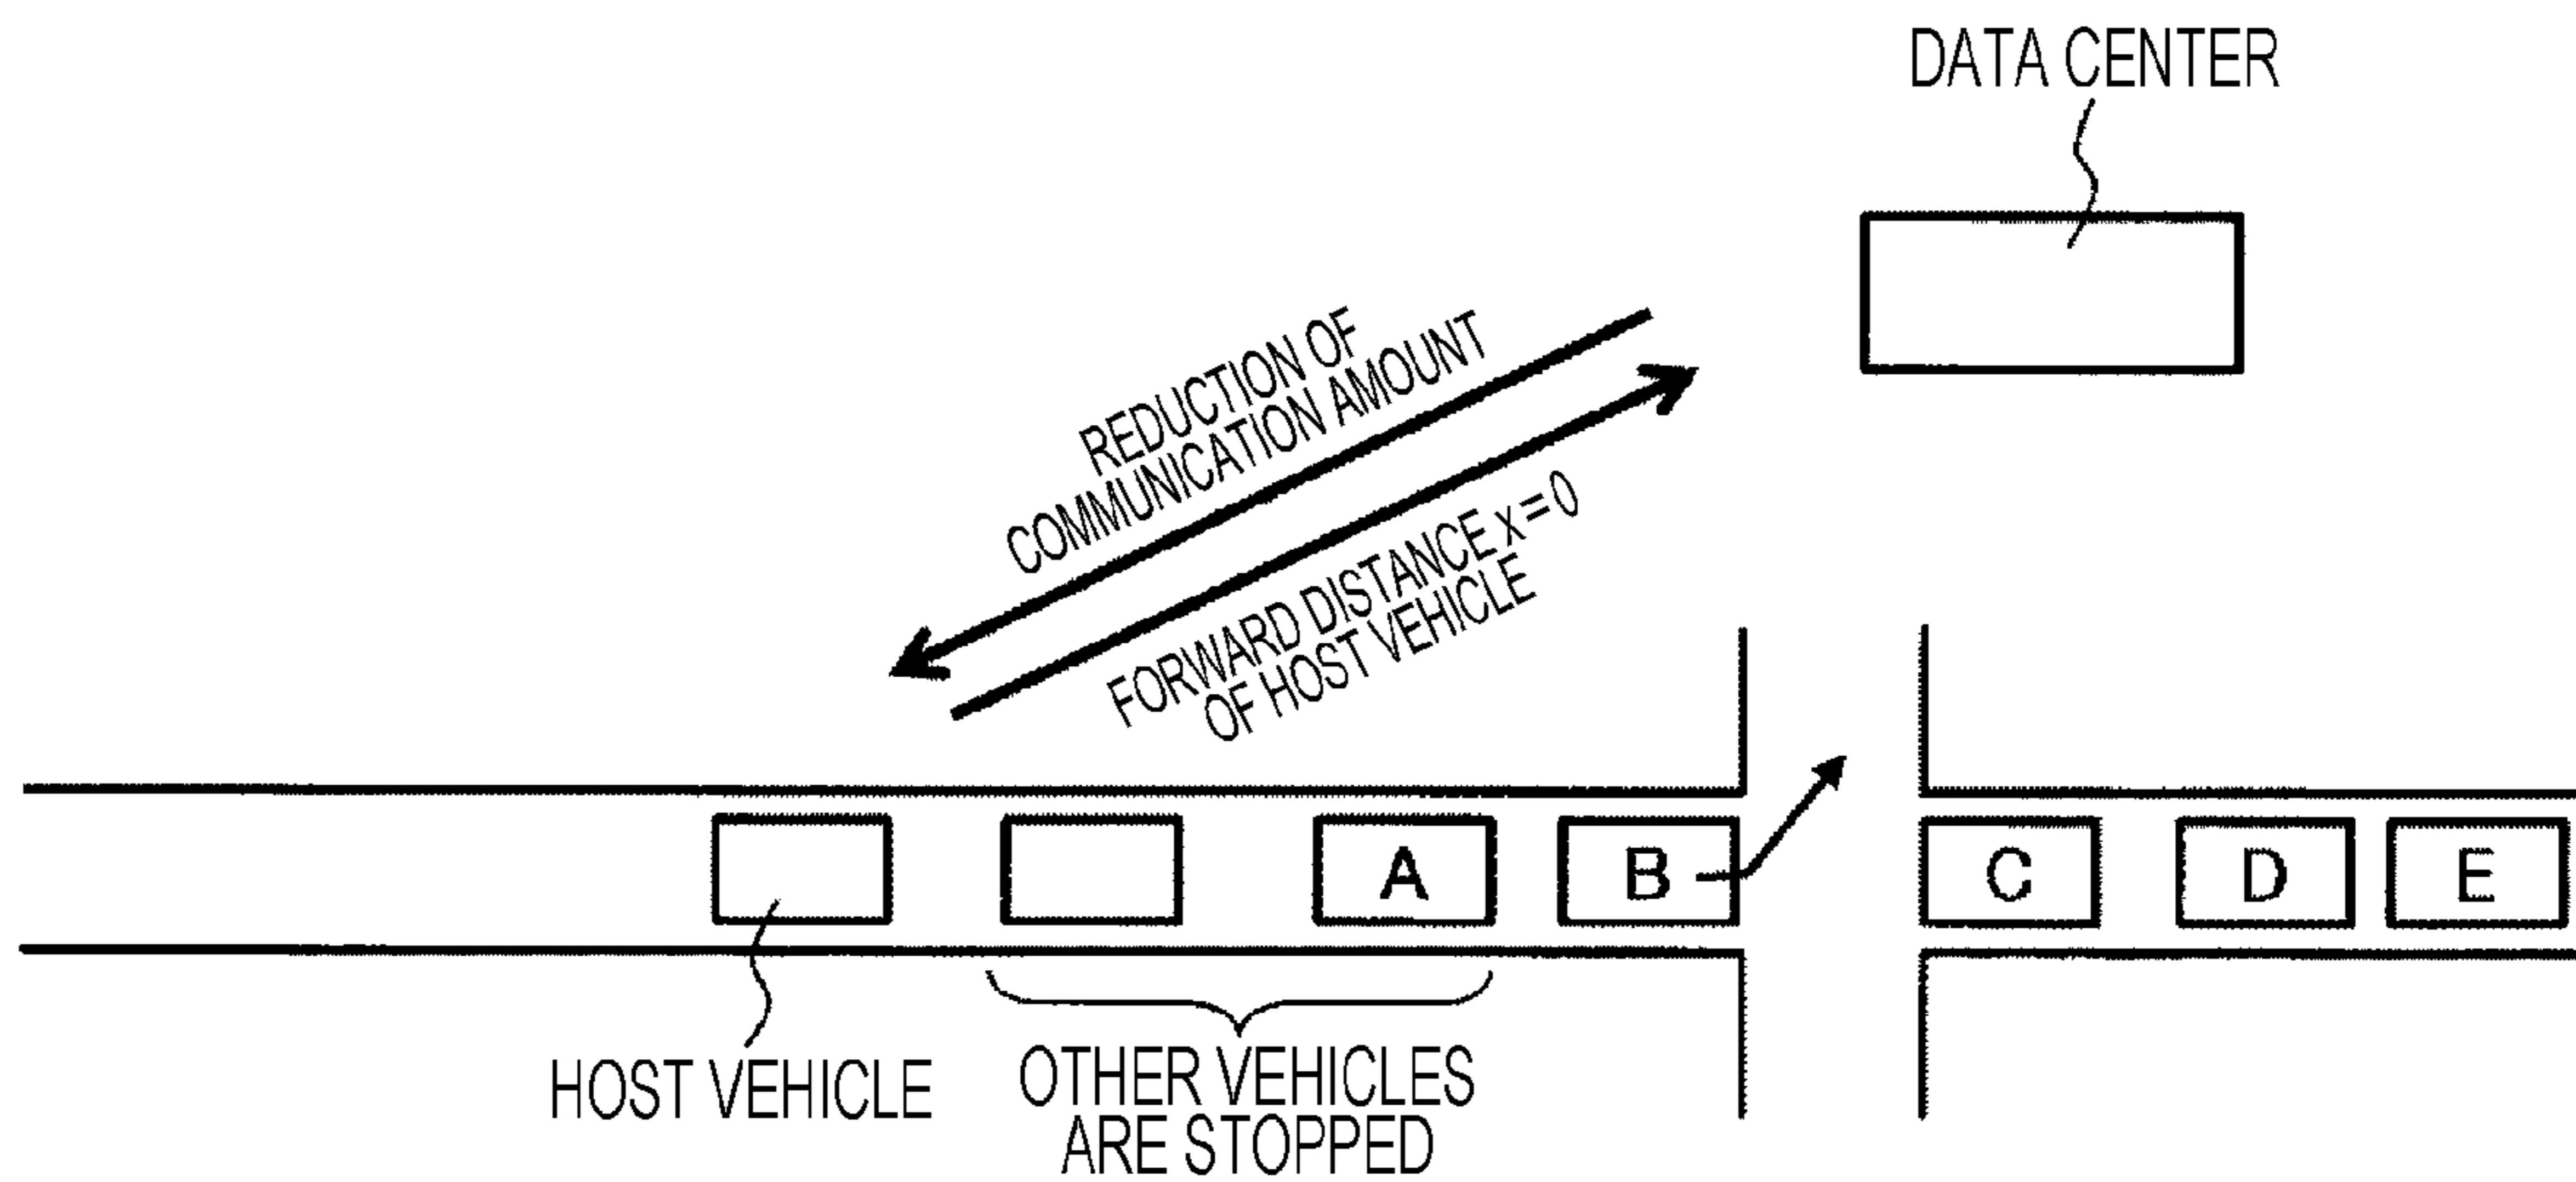 DATA CENTER
REDUCTION OF
COMMUNICATION AMOUNT
FORWARD DISTANCE x=0
OF HOST VEHICLE
A
B
C
D
E
HOST VEHICLE
OTHER VEHICLES
ARE STOPPED